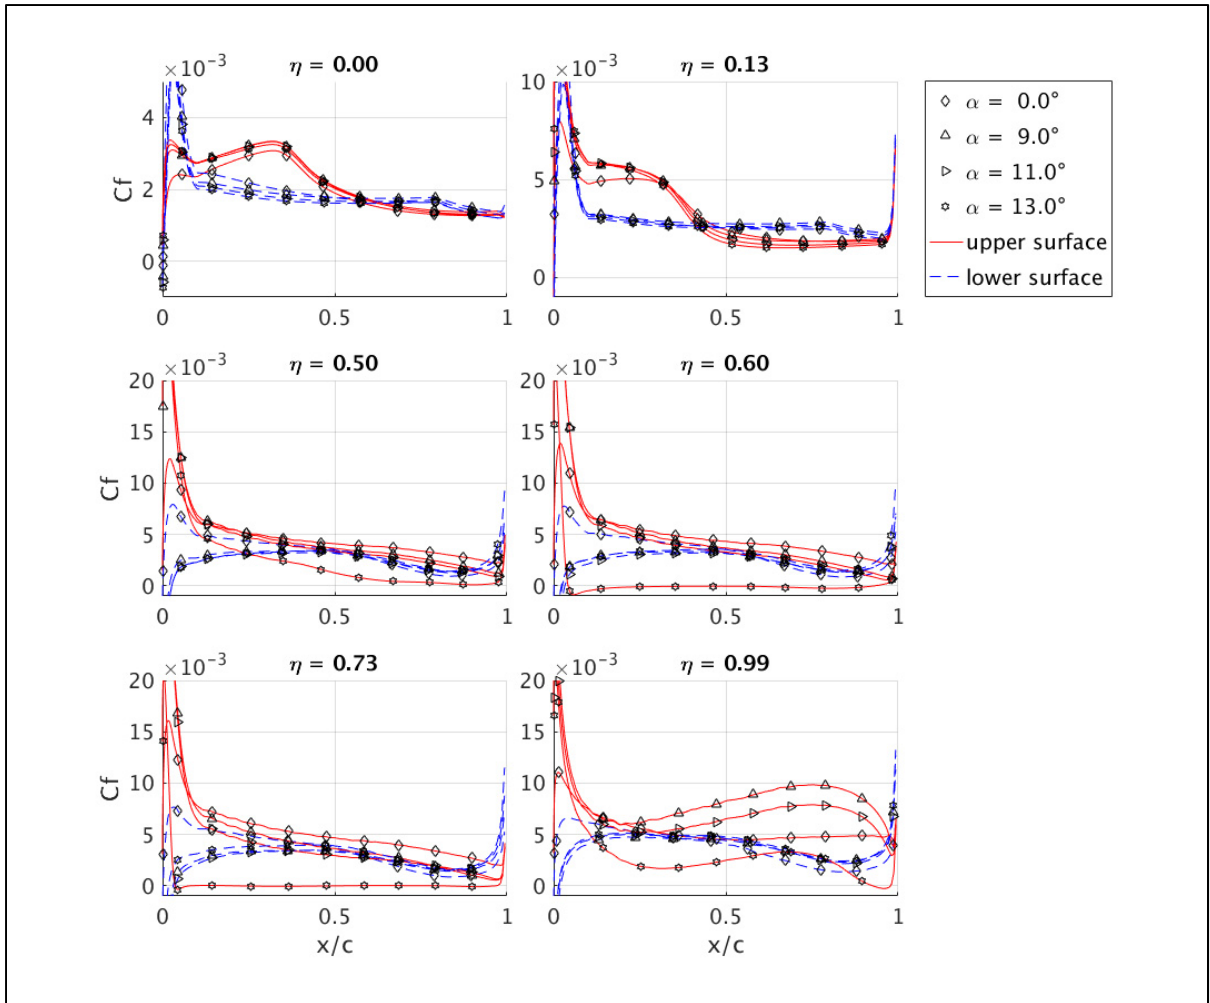 ×10⁻³ η = 0.00
4
2
0
Cf
0 0.5 1
×10⁻³ η = 0.13
10
5
0
0 0.5 1
α = 0.0°
α = 9.0°
α = 11.0°
α = 13.0°
upper surface
lower surface
×10⁻³ η = 0.50
20
15
10
5
0
Cf
0 0.5 1
×10⁻³ η = 0.60
20
15
10
5
0
0 0.5 1
×10⁻³ η = 0.73
20
15
10
5
0
Cf
0 0.5 1
x/c
×10⁻³ η = 0.99
20
15
10
5
0
0 0.5 1
x/c